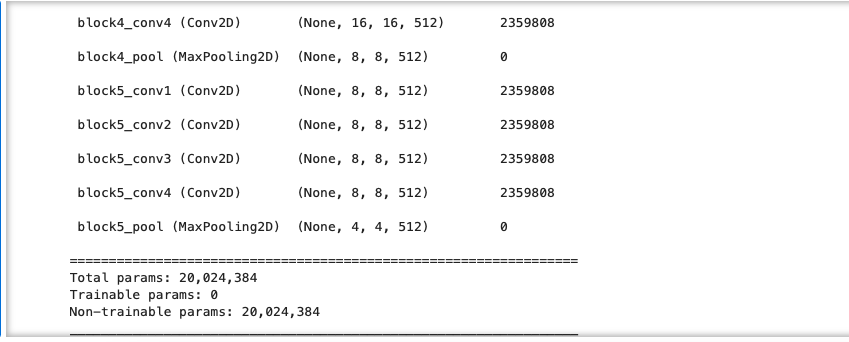 block4_conv4 (Conv2D) (None, 16, 16, 512) 2359808
block4_pool (MaxPooling2D) (None, 8, 8, 512) 0
block5_conv1 (Conv2D) (None, 8, 8, 512) 2359808
block5_conv2 (Conv2D) (None, 8, 8, 512) 2359808
block5_conv3 (Conv2D) (None, 8, 8, 512) 2359808
block5_conv4 (Conv2D) (None, 8, 8, 512) 2359808
block5_pool (MaxPooling2D) (None, 4, 4, 512) 0
=================================================================
Total params: 20,024,384
Trainable params: 0
Non-trainable params: 20,024,384
_________________________________________________________________